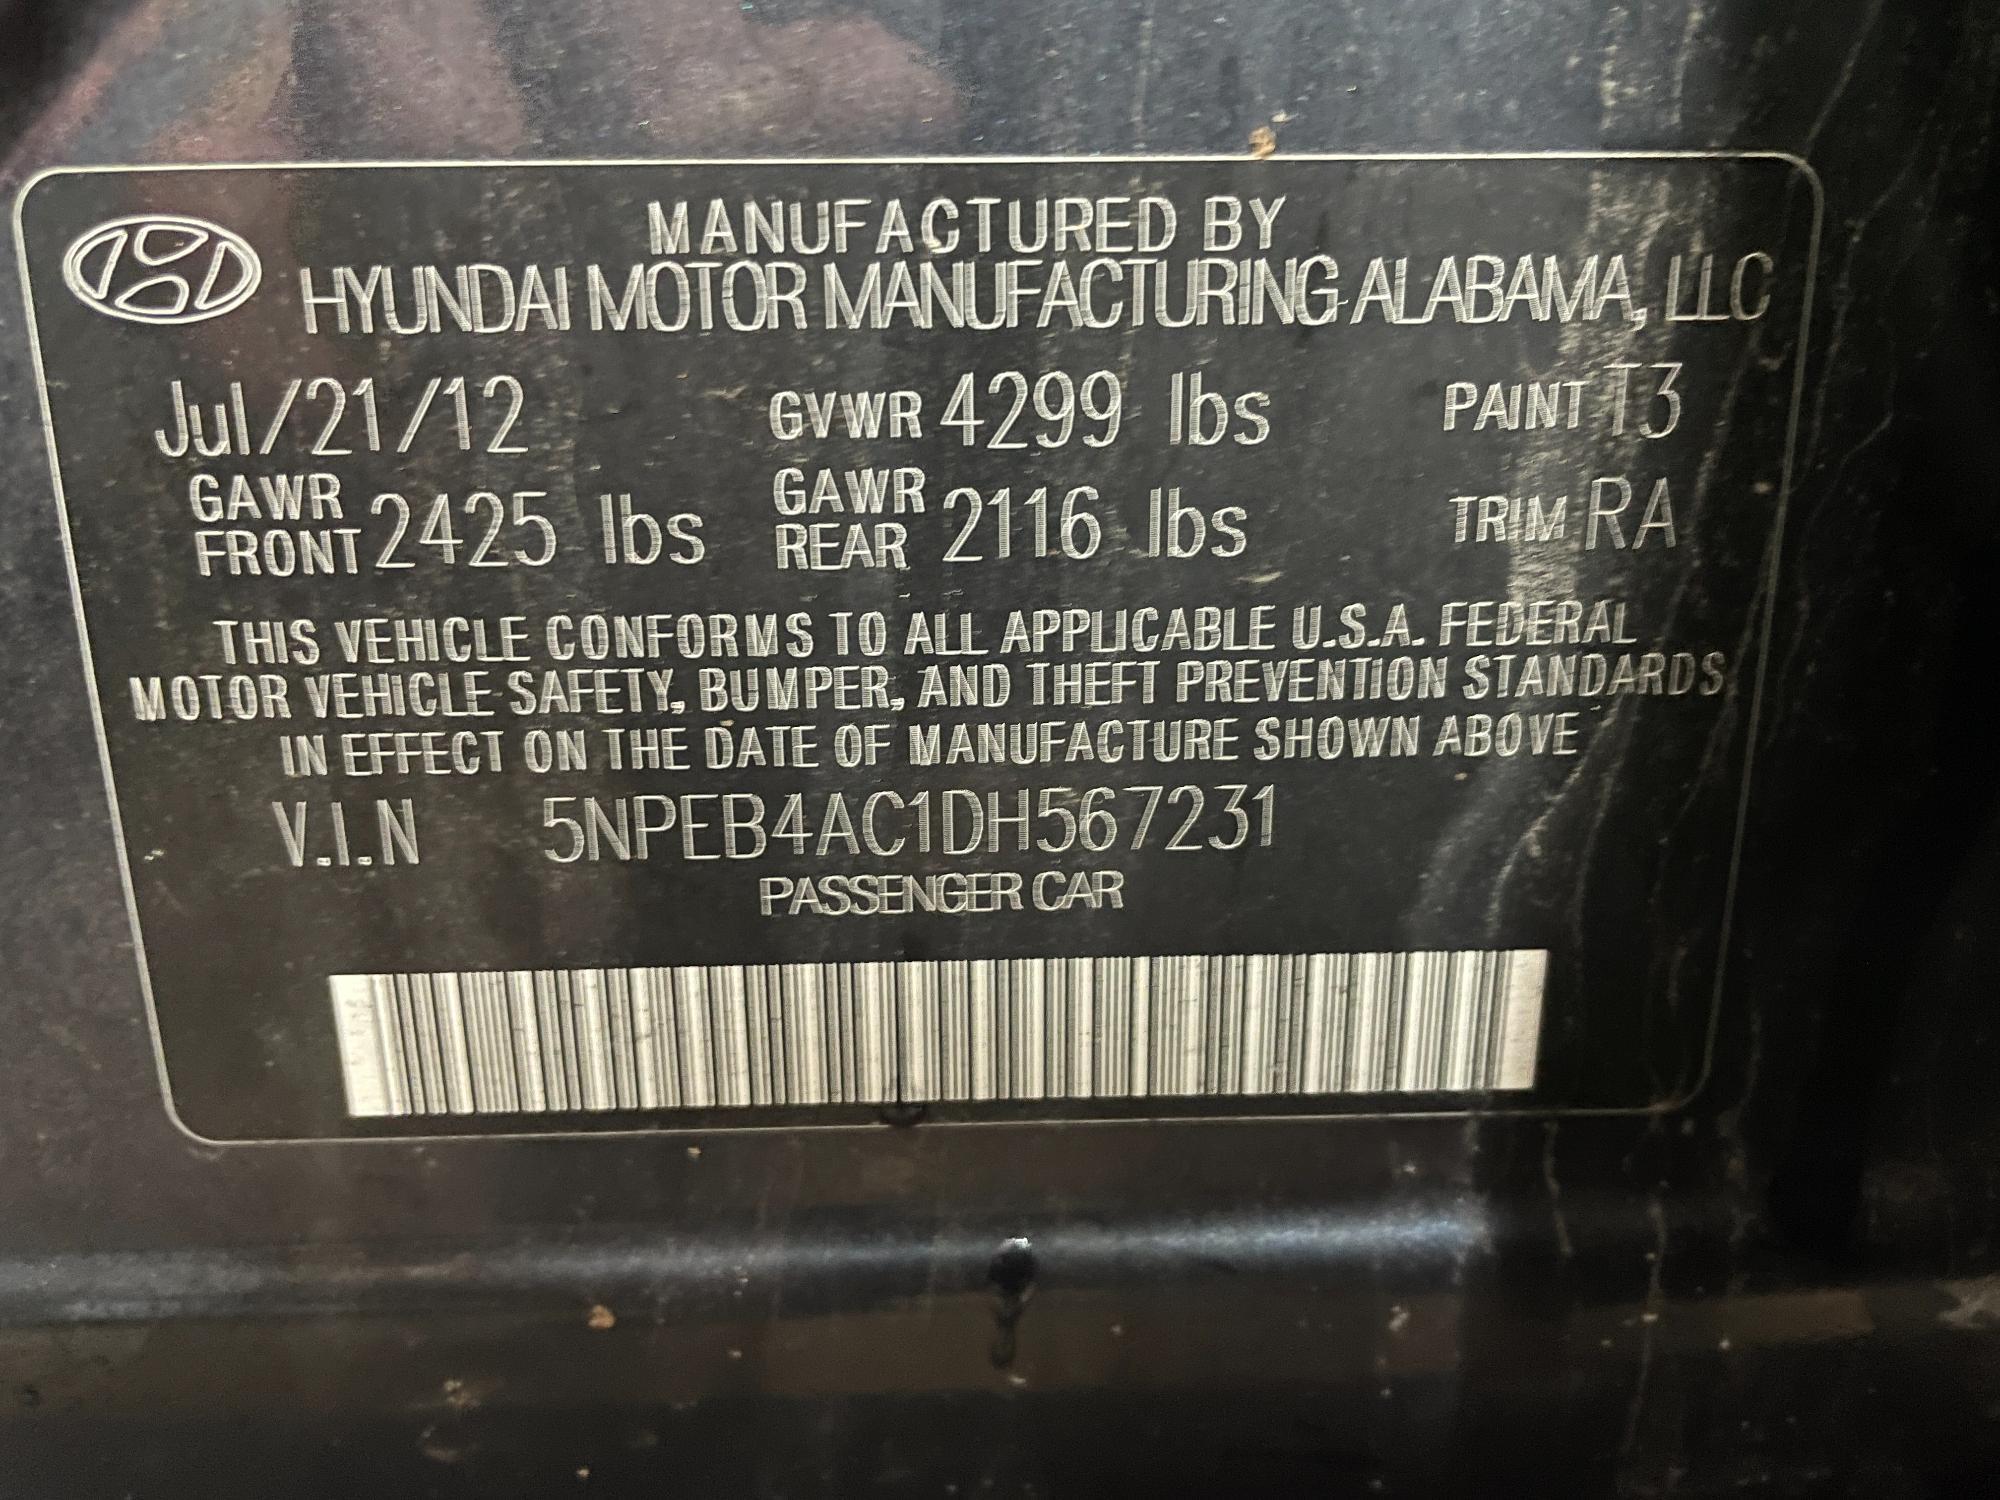 MANUFACTURED BY
HYUNDAI MOTOR MANUFACTURING ALABAMA, LLC
Jul/21/12 GVWR 4299 lbs PAINT T3
GAWR FRONT 2425 lbs GAWR REAR 2116 lbs TRIM RA
THIS VEHICLE CONFORMS TO ALL APPLICABLE U.S.A. FEDERAL
MOTOR VEHICLE SAFETY, BUMPER, AND THEFT PREVENTION STANDARDS
IN EFFECT ON THE DATE OF MANUFACTURE SHOWN ABOVE
V.I.N 5NPEB4AC1DH567231
PASSENGER CAR